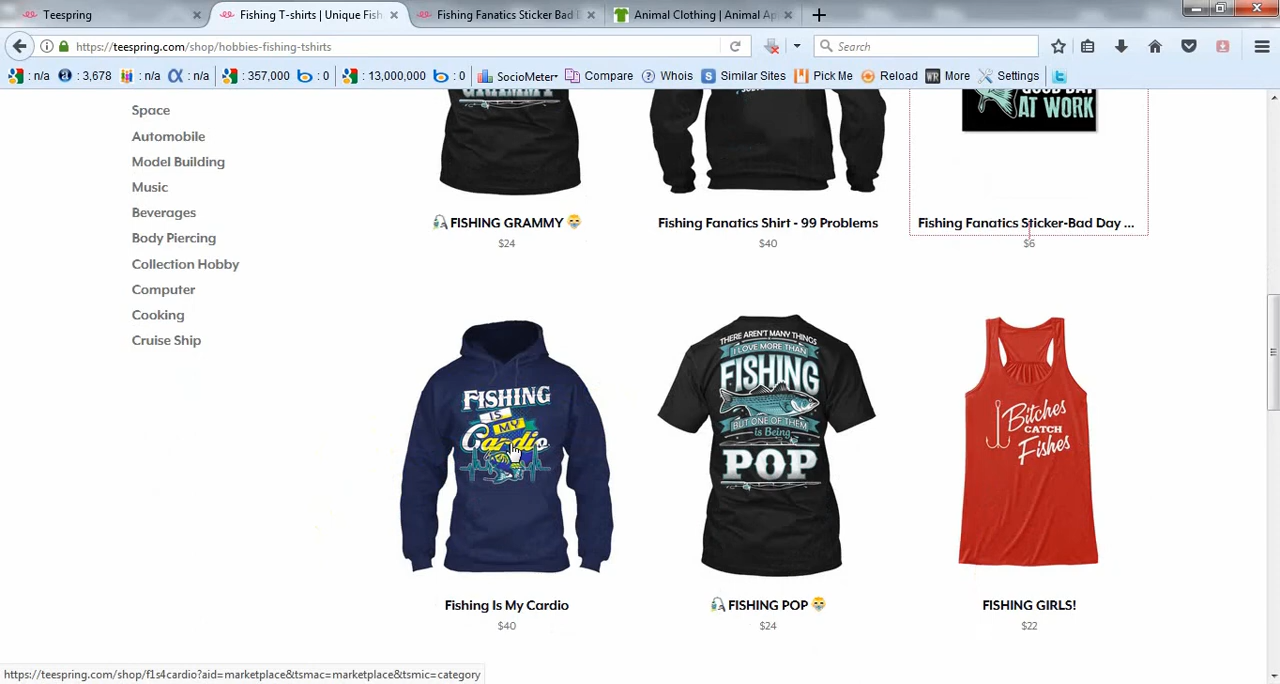 Teespring
Fishing T-shirts | Unique Fish
Fishing Fanatics Sticker Bad
Animal Clothing | Animal Ap
https://teespring.com/shop/hobbies-fishing-tshirts
Search
: n/a : 3,678 : n/a α : n/a : 357,000 : 0 : 13,000,000 : 0 SocioMeter Compare Whois Similar Sites Pick Me Reload More Settings
Space
Automobile
Model Building
Music
Beverages
Body Piercing
Collection Hobby
Computer
Cooking
Cruise Ship
GOOD DAY
AT WORK
FISHING GRAMMY
$24
Fishing Fanatics Shirt - 99 Problems
$40
Fishing Fanatics Sticker-Bad Day ...
$6
FISHING
IS
MY
Cardio
THERE AREN'T MANY THINGS
I LOVE MORE THAN
FISHING
BUT ONE OF THEM
is Being
POP
Bitches
CATCH
Fishes
Fishing Is My Cardio
$40
FISHING POP
$24
FISHING GIRLS!
$22
https://teespring.com/shop/f1s4cardio?aid=marketplace&tsmac=marketplace&tsmic=category